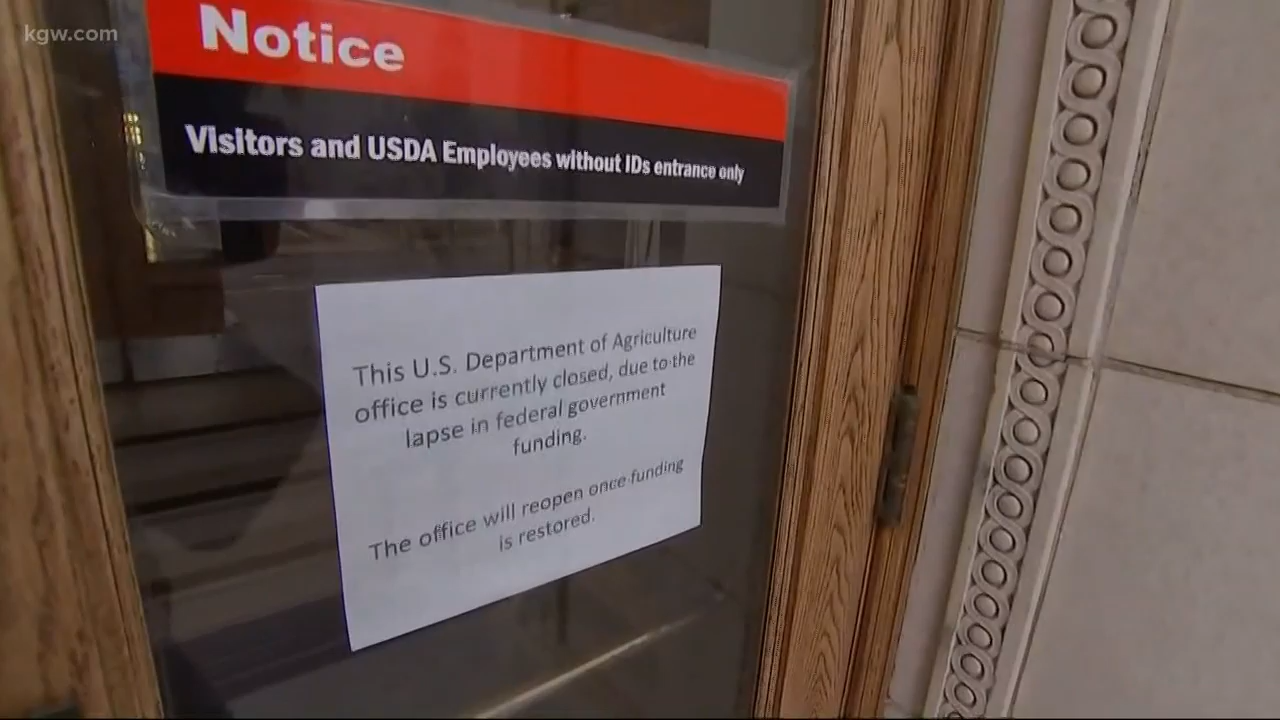 kgw.com
Notice
Visitors and USDA Employees without IDs entrance only
This U.S. Department of Agriculture
office is currently closed, due to the
lapse in federal government
funding.
The office will reopen once funding
is restored.